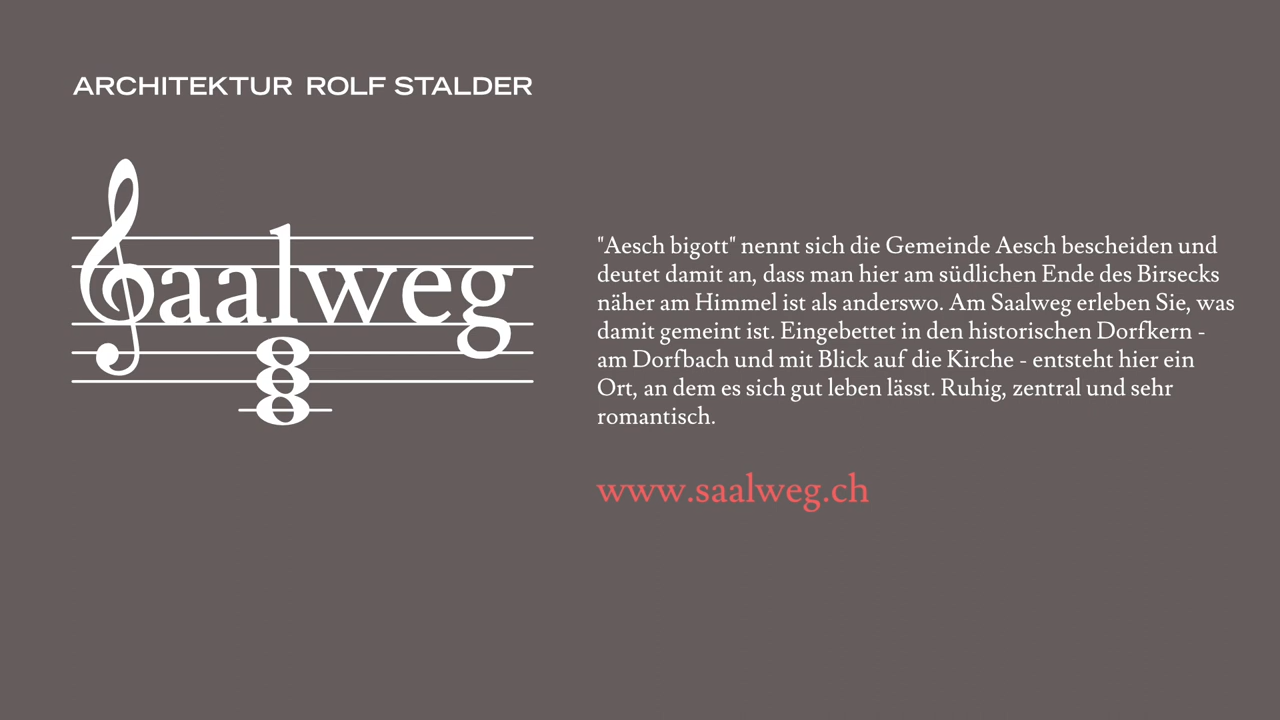 ARCHITEKTUR ROLF STALDER
Saalweg
"Aesch bigott" nennt sich die Gemeinde Aesch bescheiden und
deutet damit an, dass man hier am südlichen Ende des Birsecks
näher am Himmel ist als anderswo. Am Saalweg erleben Sie, was
damit gemeint ist. Eingebettet in den historischen Dorfkern -
am Dorfbach und mit Blick auf die Kirche - entsteht hier ein
Ort, an dem es sich gut leben lässt. Ruhig, zentral und sehr
romantisch.
www.saalweg.ch